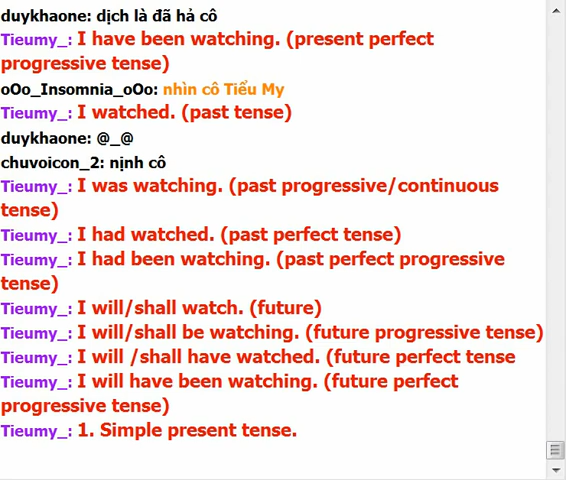 duykhaone: dịch là đã hả cô
Tieumy_: I have been watching. (present perfect
progressive tense)
oOo_Insomnia_oOo: nhìn cô Tiểu My
Tieumy_: I watched. (past tense)
duykhaone: @_@
chuvoicon_2: nịnh cô
Tieumy_: I was watching. (past progressive/continuous
tense)
Tieumy_: I had watched. (past perfect tense)
Tieumy_: I had been watching. (past perfect progressive
tense)
Tieumy_: I will/shall watch. (future)
Tieumy_: I will/shall be watching. (future progressive tense)
Tieumy_: I will /shall have watched. (future perfect tense
Tieumy_: I will have been watching. (future perfect
progressive tense)
Tieumy_: 1. Simple present tense.